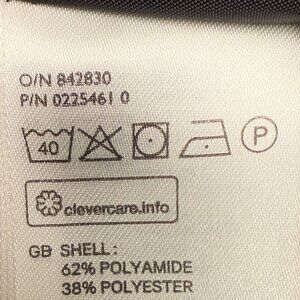 O/N 842830
P/N 0225461 0
40 P
clevercare.info
GB SHELL:
62% POLYAMIDE
38% POLYESTER